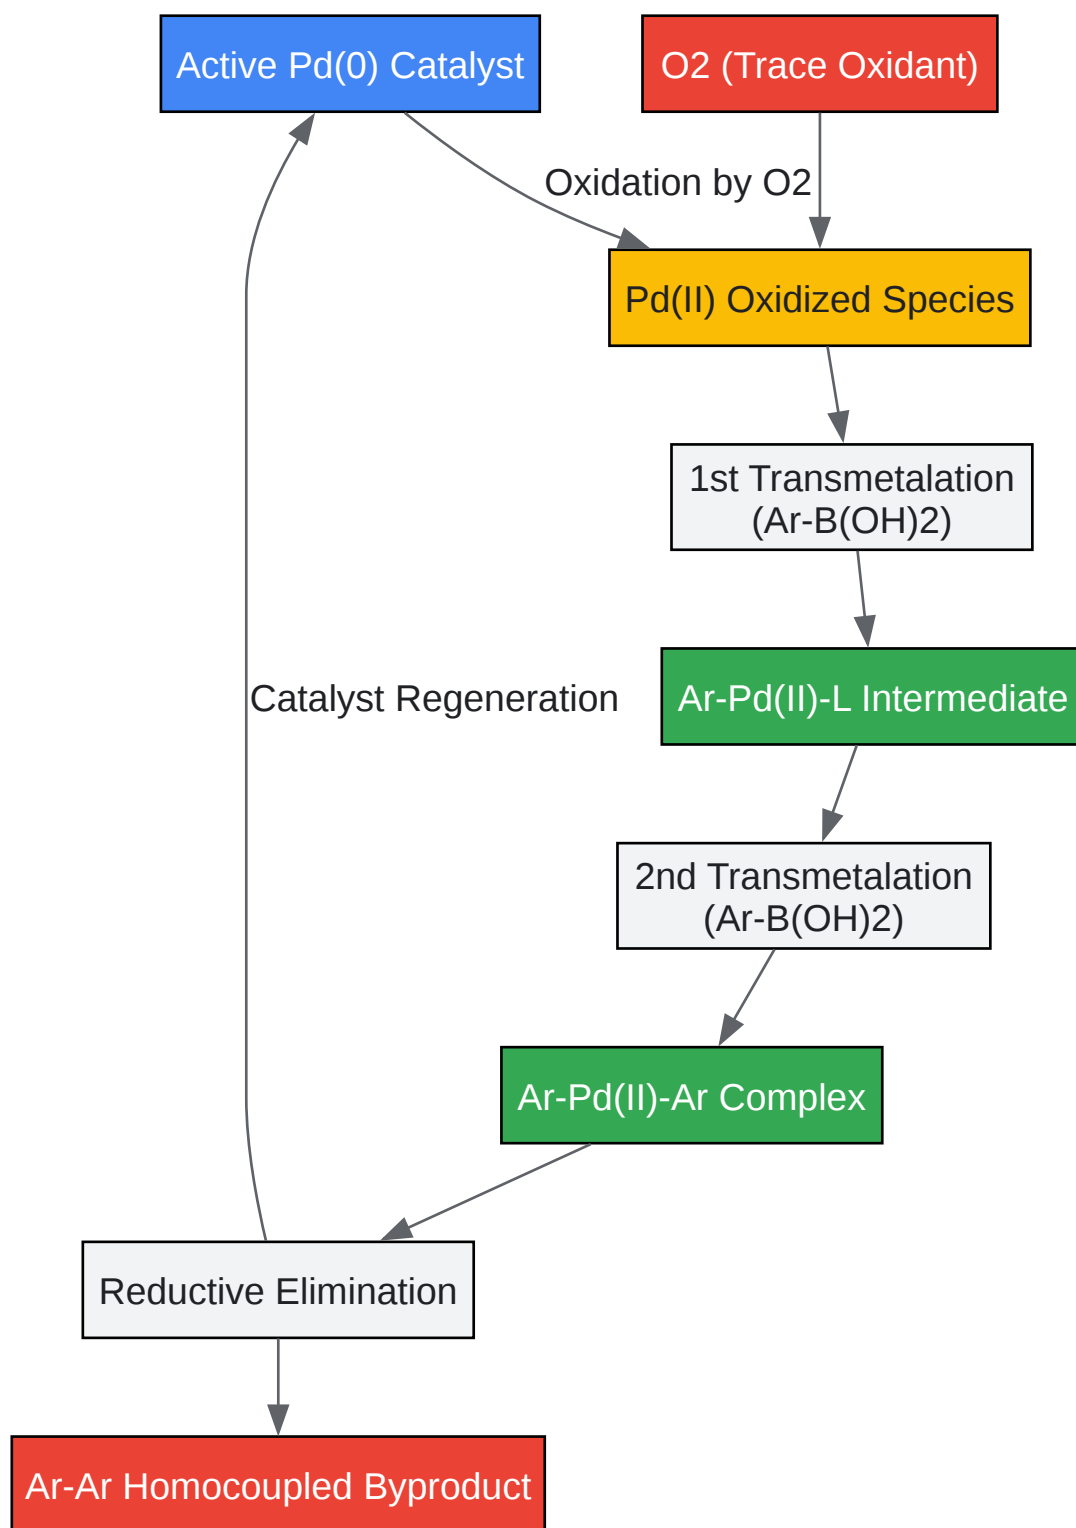 Active Pd(0) Catalyst
O2 (Trace Oxidant)
Oxidation by O2
Pd(II) Oxidized Species
1st Transmetalation
(Ar-B(OH)2)
Ar-Pd(II)-L Intermediate
Catalyst Regeneration
2nd Transmetalation
(Ar-B(OH)2)
Ar-Pd(II)-Ar Complex
Reductive Elimination
Ar-Ar Homocoupled Byproduct